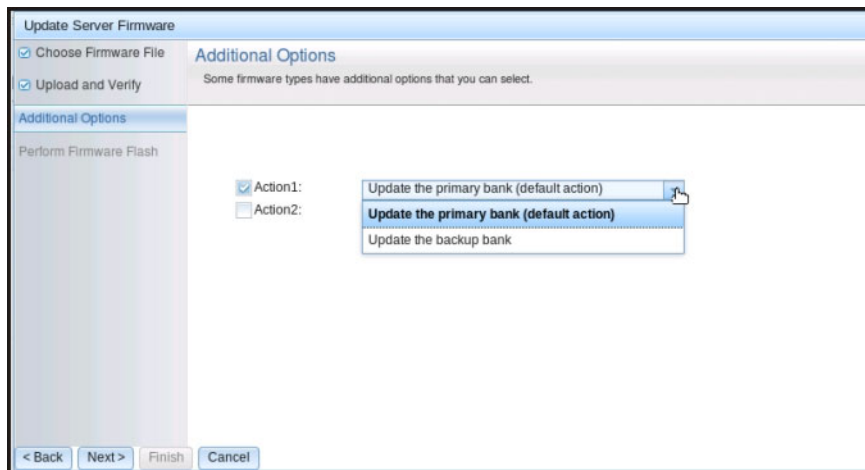 Update Server Firmware
Choose Firmware File
Upload and Verify
Additional Options
Perform Firmware Flash
Additional Options
Some firmware types have additional options that you can select.
Action1:
Update the primary bank (default action)
Action2:
Update the primary bank (default action)
Update the backup bank
< Back
Next >
Finish
Cancel